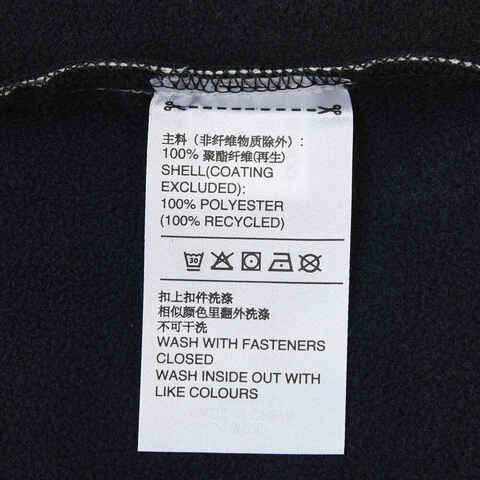 主料（非纤维物质除外）:
100% 聚酯纤维(再生)
SHELL(COATING
EXCLUDED):
100% POLYESTER
(100% RECYCLED)
30
扣上扣件洗涤
相似颜色里翻外洗涤
不可干洗
WASH WITH FASTENERS
CLOSED
WASH INSIDE OUT WITH
LIKE COLOURS